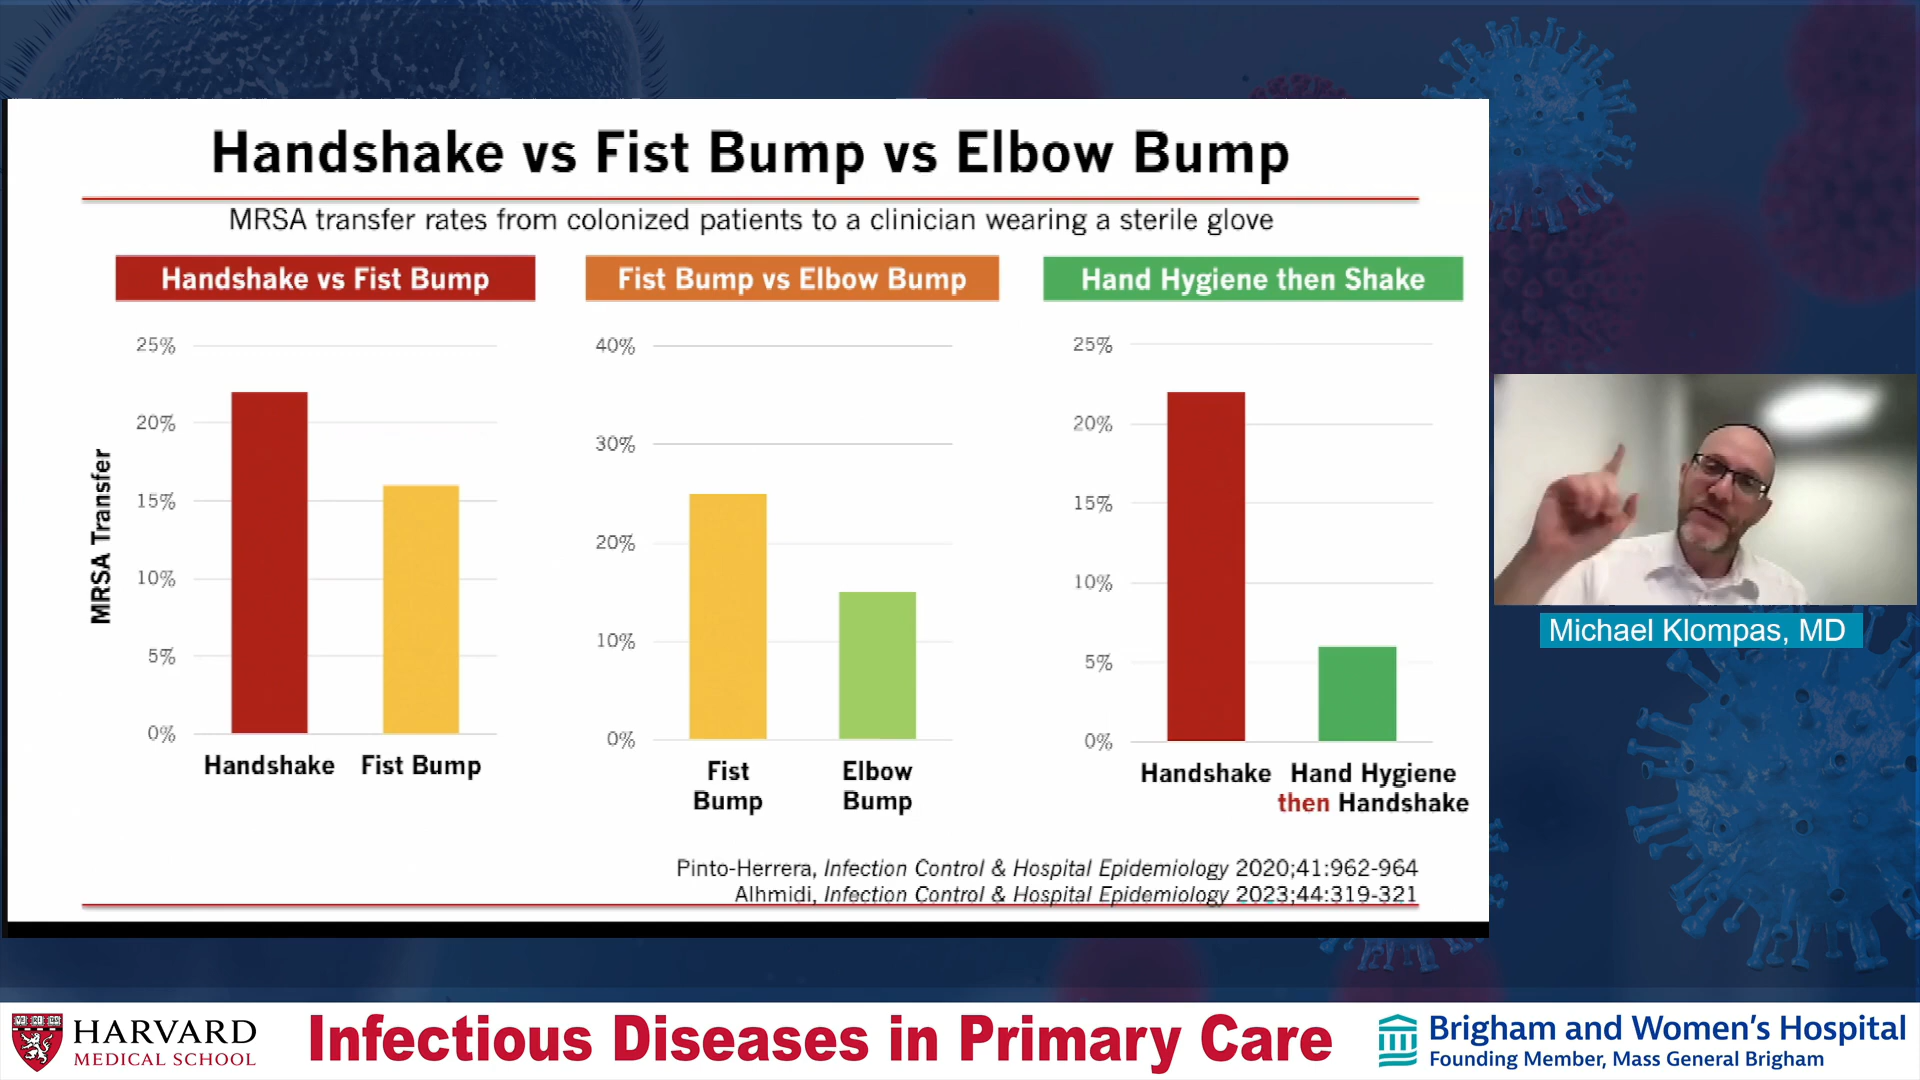 Handshake vs Fist Bump vs Elbow Bump
MRSA transfer rates from colonized patients to a clinician wearing a sterile glove
Handshake vs Fist Bump
Fist Bump vs Elbow Bump
Hand Hygiene then Shake
MRSA Transfer
25%
20%
15%
10%
5%
0%
Handshake
Fist Bump
40%
30%
20%
10%
0%
Fist
Bump
Elbow
Bump
25%
20%
15%
10%
5%
0%
Handshake
Hand Hygiene
then Handshake
Pinto-Herrera, Infection Control & Hospital Epidemiology 2020;41:962-964
Alhmidi, Infection Control & Hospital Epidemiology 2023;44:319-321
Michael Klompas, MD
HARVARD
MEDICAL SCHOOL
Infectious Diseases in Primary Care
Brigham and Women's Hospital
Founding Member, Mass General Brigham